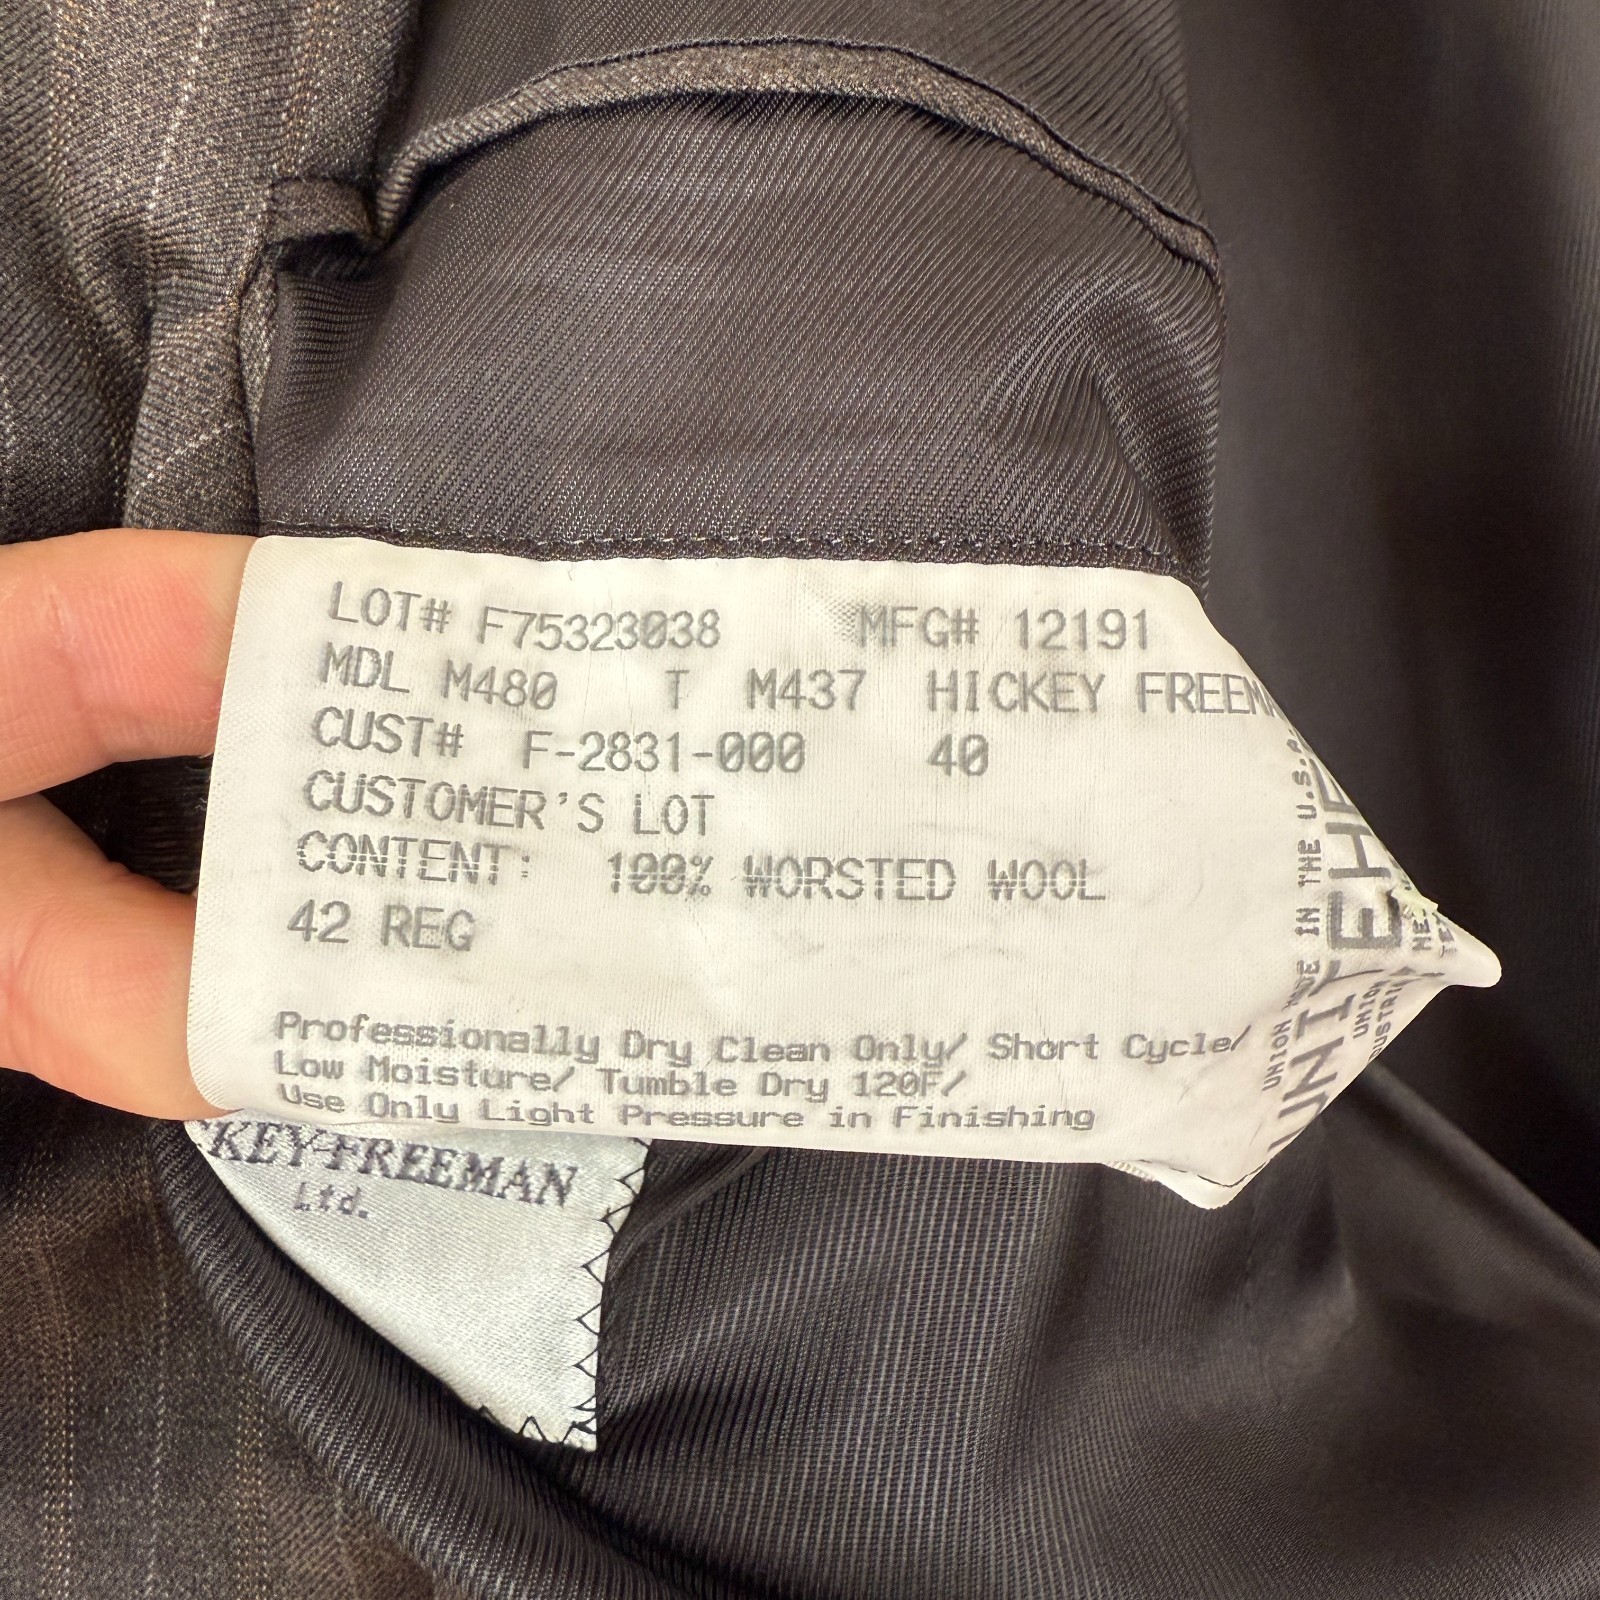 LOT# F75323038 MFG# 12191
MDL M480 T M437 HICKEY FREEM
CUST# F-2831-000 40
CUSTOMER'S LOT
CONTENT: 100% WORSTED WOOL
42 REG
Professionally Dry Clean Only/ Short Cycle/
Low Moisture/ Tumble Dry 120F/
Use Only Light Pressure in Finishing
UNION MADE IN THE U.S.A.
UNITEHERE
UNION
KEY-FREEMAN
Ltd.